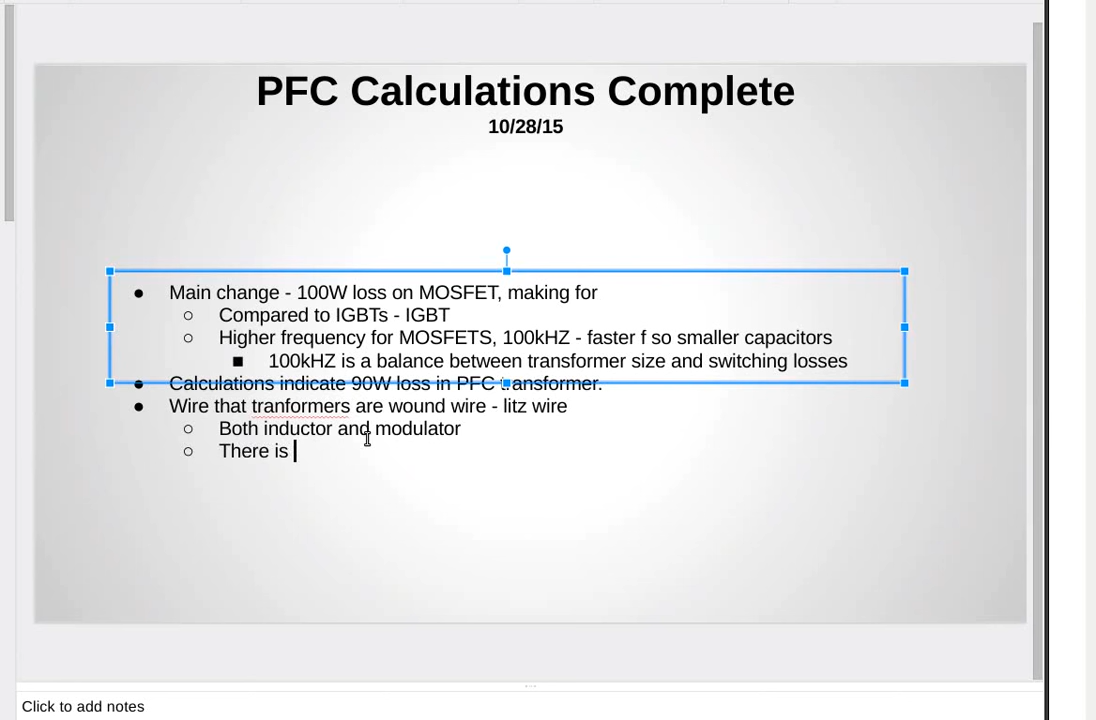 PFC Calculations Complete
10/28/15
● Main change - 100W loss on MOSFET, making for
○ Compared to IGBTs - IGBT
○ Higher frequency for MOSFETS, 100kHZ - faster f so smaller capacitors
■ 100kHZ is a balance between transformer size and switching losses
● Calculations indicate 90W loss in PFC transformer.
● Wire that tranformers are wound wire - litz wire
○ Both inductor and modulator
○ There is
Click to add notes